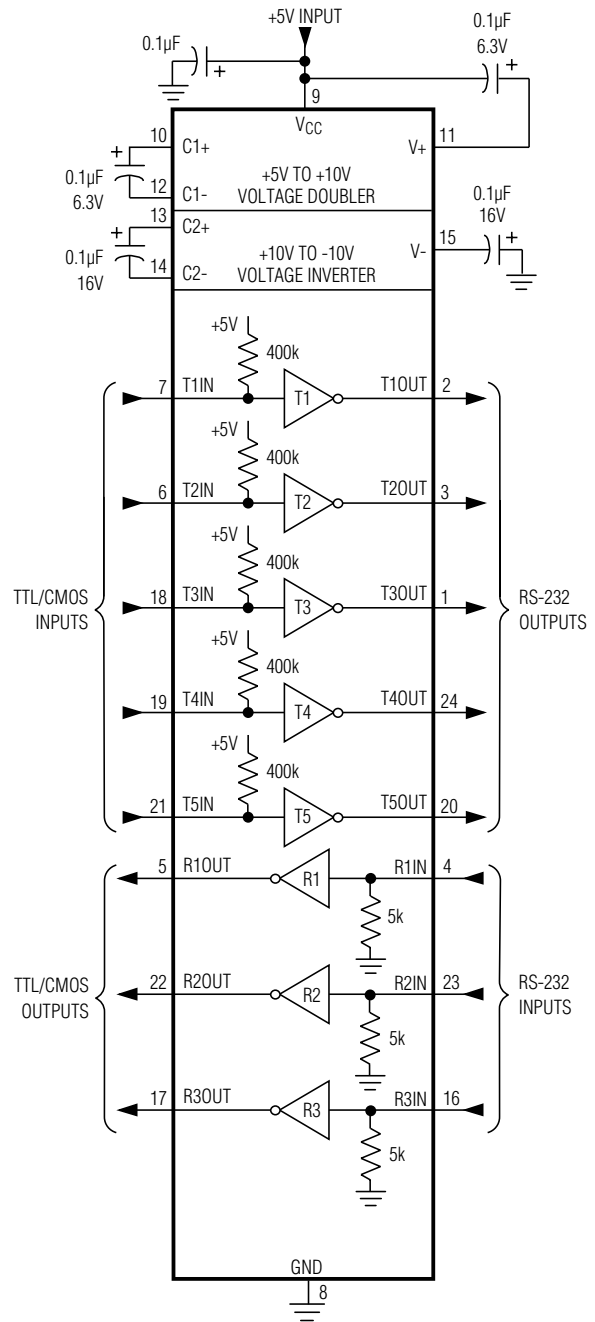 +5V INPUT
0.1µF
0.1µF
6.3V
9
VCC
10
C1+
V+
11
0.1µF
6.3V
+5V TO +10V
VOLTAGE DOUBLER
12
C1-
13
C2+
0.1µF
16V
+10V TO -10V
VOLTAGE INVERTER
V-
15
0.1µF
16V
14
C2-
+5V
400k
7
T1IN
T1
T1OUT
2
+5V
400k
6
T2IN
T2
T2OUT
3
+5V
400k
TTL/CMOS
INPUTS
18
T3IN
T3
T3OUT
1
RS-232
OUTPUTS
+5V
400k
19
T4IN
T4
T4OUT
24
+5V
400k
21
T5IN
T5
T5OUT
20
5
R1OUT
R1
R1IN
4
5k
TTL/CMOS
OUTPUTS
22
R2OUT
R2
R2IN
23
RS-232
INPUTS
5k
17
R3OUT
R3
R3IN
16
5k
GND
8